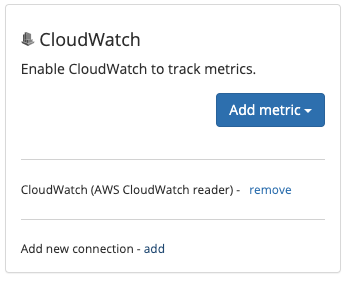 CloudWatch
Enable CloudWatch to track metrics.
Add metric
CloudWatch (AWS CloudWatch reader) - remove
Add new connection - add